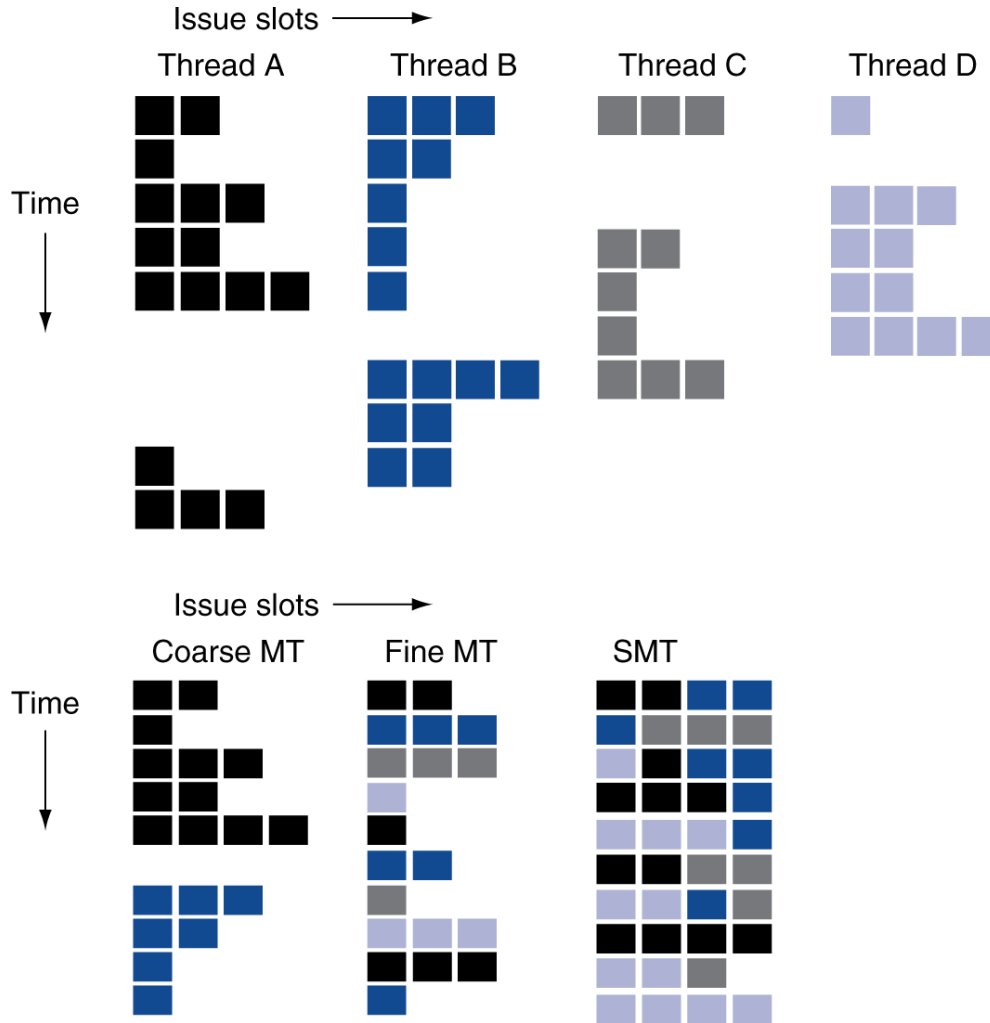 Issue slots
Thread A Thread B Thread C Thread D
Time
Issue slots
Coarse MT Fine MT SMT
Time